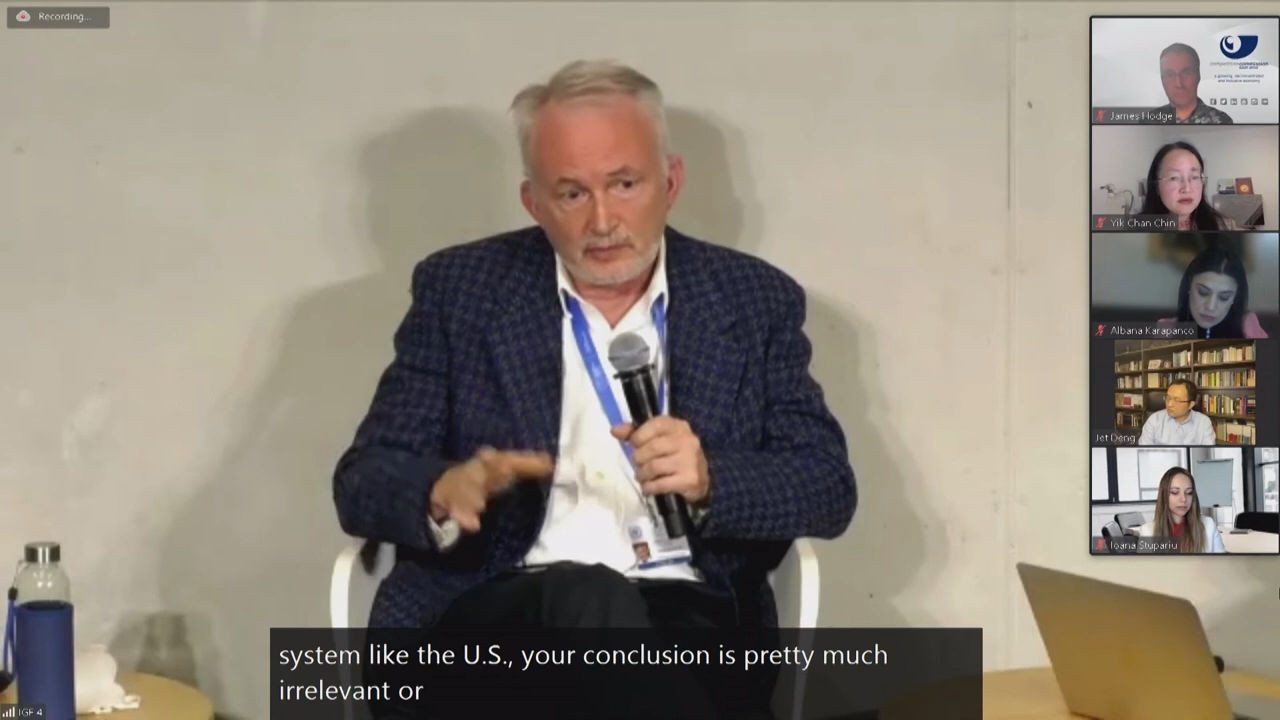 Recording...
James Hodge
Yik Chan Chin
Albana Karapanco
Jet Deng
Ioana Stupariu
system like the U.S., your conclusion is pretty much
irrelevant or
IGF 4